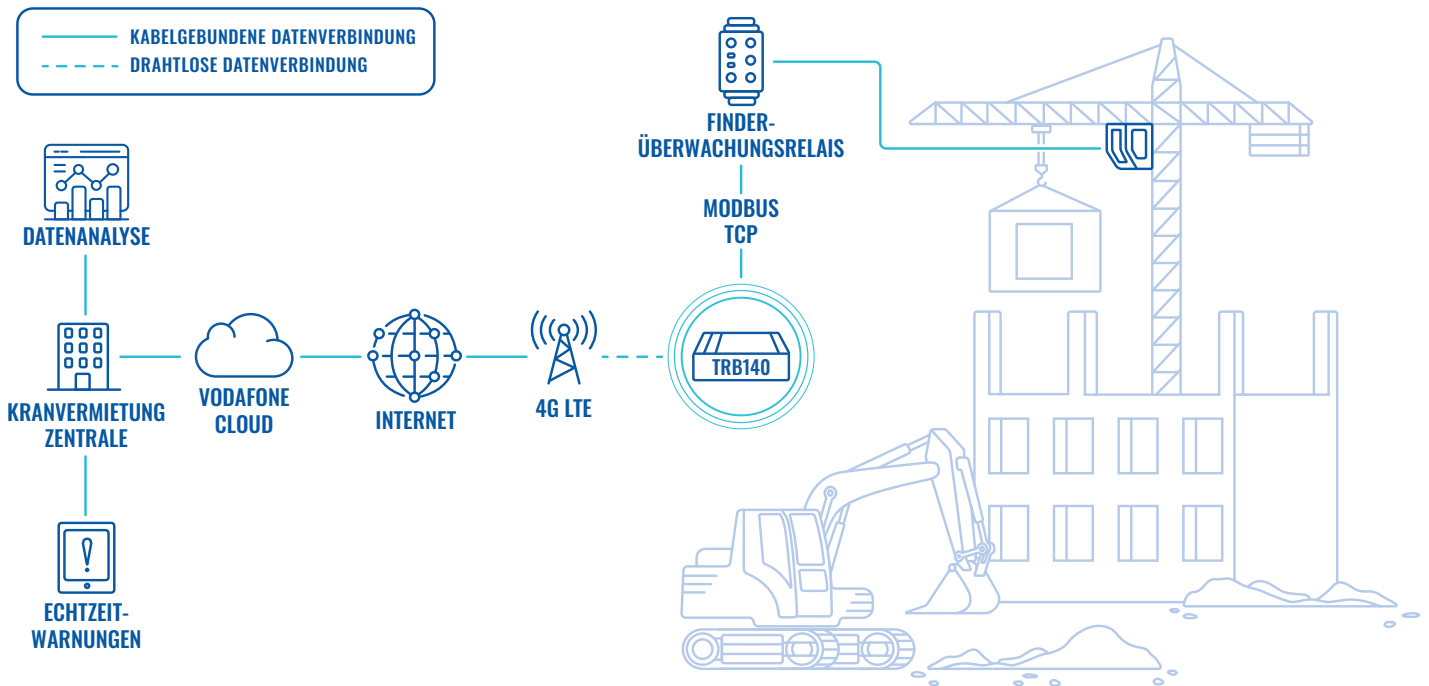 KABELGEBUNDENE DATENVERBINDUNG
DRAHTLOSE DATENVERBINDUNG
FINDER-
ÜBERWACHUNGSRELAIS
MODBUS
TCP
TRB140
DATENANALYSE
KRANVERMIETUNG
ZENTRALE
VODAFONE
CLOUD
INTERNET
4G LTE
ECHTZEIT-
WARNUNGEN